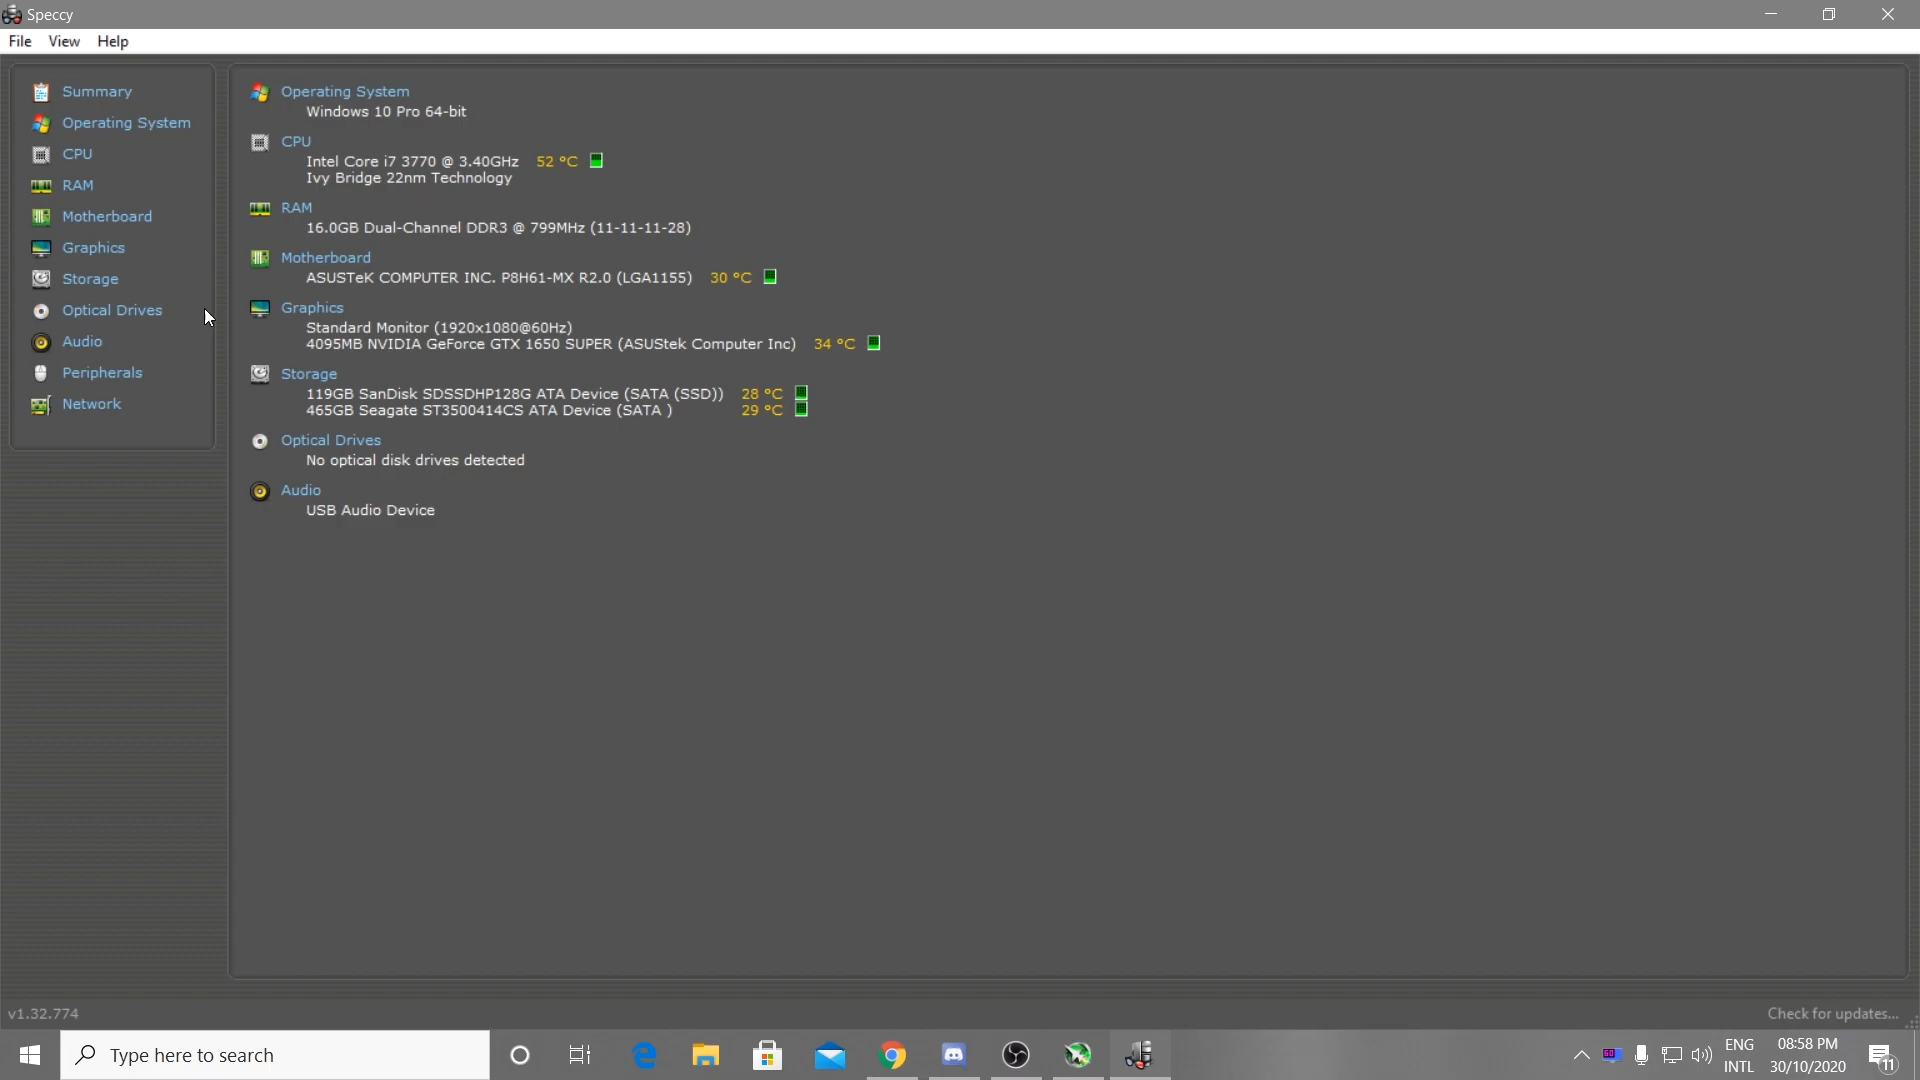 Speccy
File View Help
Summary
Operating System
CPU
RAM
Motherboard
Graphics
Storage
Optical Drives
Audio
Peripherals
Network
Operating System
Windows 10 Pro 64-bit
CPU
Intel Core i7 3770 @ 3.40GHz 52 °C
Ivy Bridge 22nm Technology
RAM
16.0GB Dual-Channel DDR3 @ 799MHz (11-11-11-28)
Motherboard
ASUSTeK COMPUTER INC. P8H61-MX R2.0 (LGA1155) 30 °C
Graphics
Standard Monitor (1920x1080@60Hz)
4095MB NVIDIA GeForce GTX 1650 SUPER (ASUStek Computer Inc) 34 °C
Storage
119GB SanDisk SDSSDHP128G ATA Device (SATA (SSD)) 28 °C
465GB Seagate ST3500414CS ATA Device (SATA ) 29 °C
Optical Drives
No optical disk drives detected
Audio
USB Audio Device
v1.32.774
Check for updates...
Type here to search
60
ENG
INTL
08:58 PM
30/10/2020
11